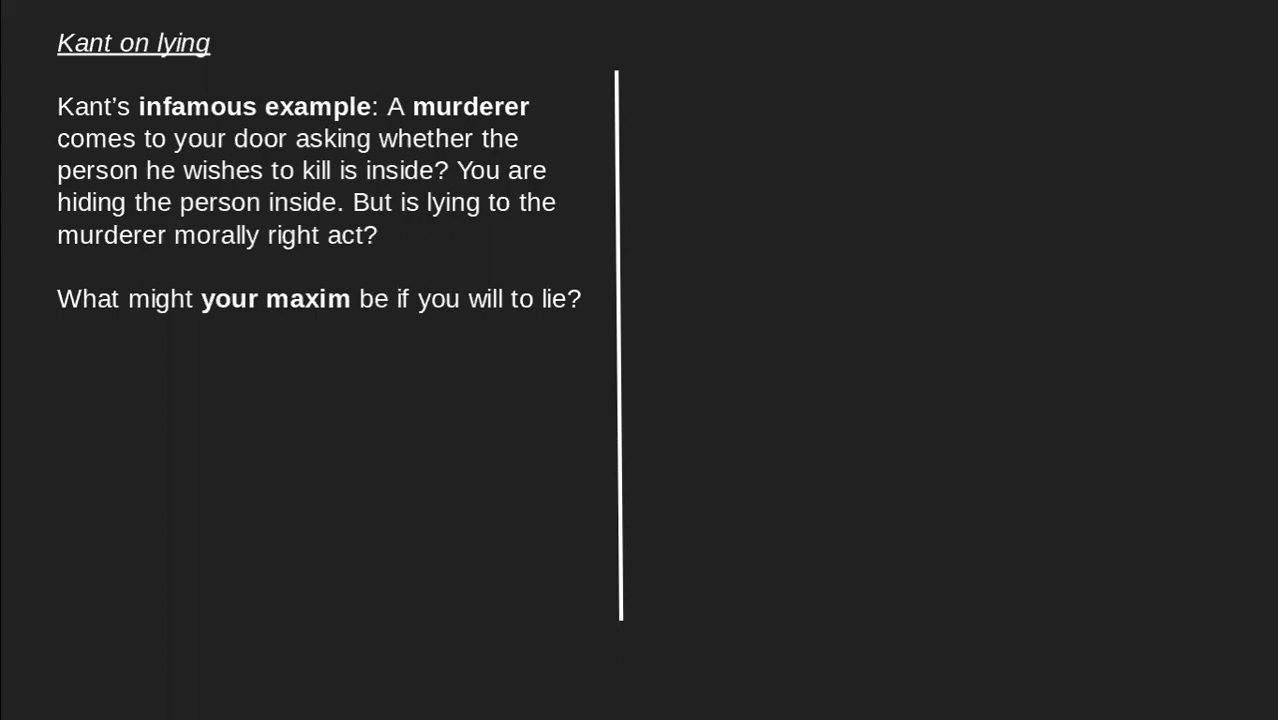 Kant on lying
Kant’s infamous example: A murderer
comes to your door asking whether the
person he wishes to kill is inside? You are
hiding the person inside. But is lying to the
murderer morally right act?
What might your maxim be if you will to lie?